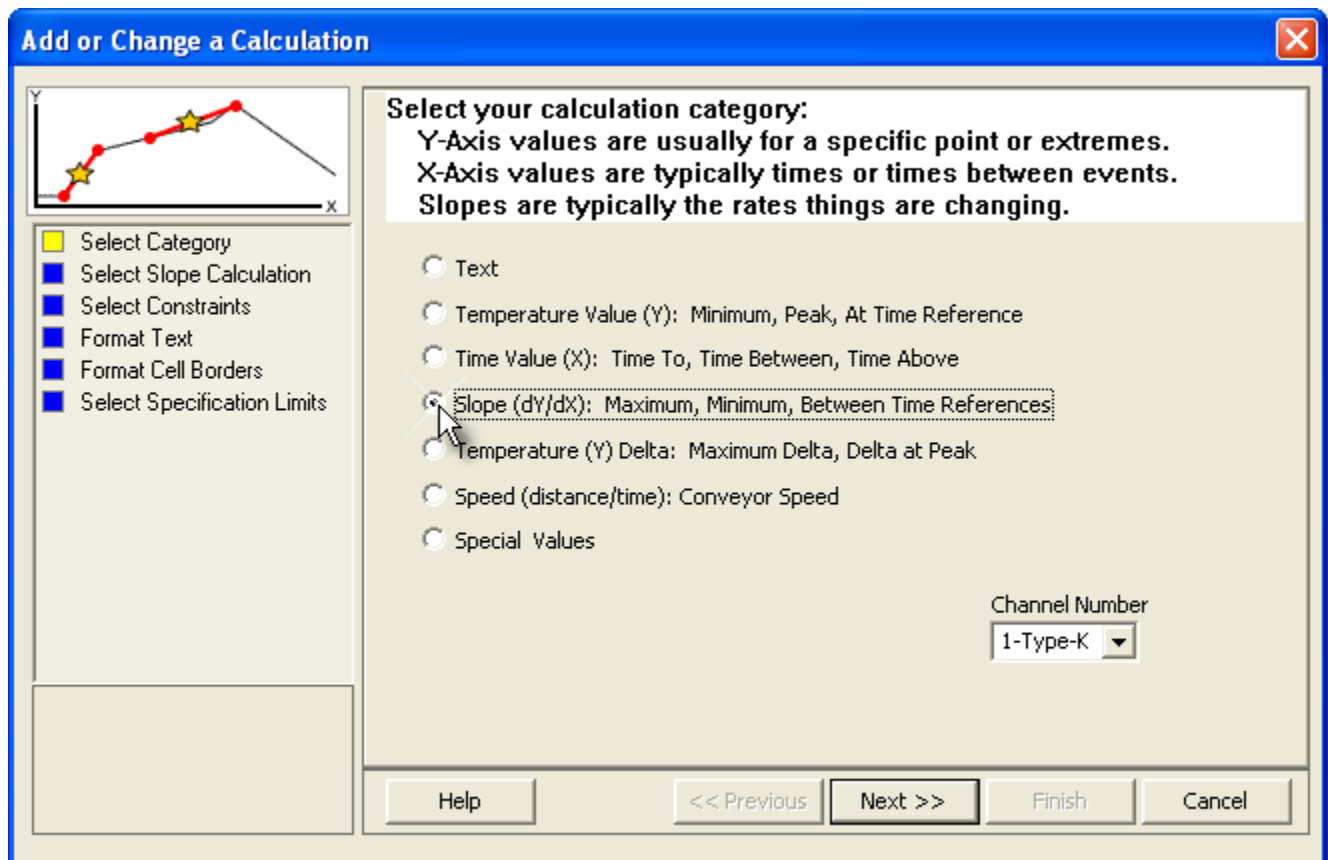 Add or Change a Calculation
Y
X
Select Category
Select Slope Calculation
Select Constraints
Format Text
Format Cell Borders
Select Specification Limits
Select your calculation category:
Y-Axis values are usually for a specific point or extremes.
X-Axis values are typically times or times between events.
Slopes are typically the rates things are changing.
Text
Temperature Value (Y): Minimum, Peak, At Time Reference
Time Value (X): Time To, Time Between, Time Above
Slope (dY/dX): Maximum, Minimum, Between Time References
Temperature (Y) Delta: Maximum Delta, Delta at Peak
Speed (distance/time): Conveyor Speed
Special Values
Channel Number
1-Type-K
Help
<< Previous
Next >>
Finish
Cancel